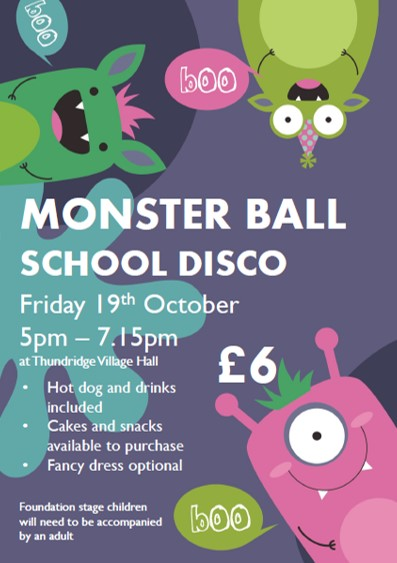 boo
boo
MONSTER BALL
SCHOOL DISCO
Friday 19th October
5pm – 7.15pm
at Thundridge Village Hall
£6
• Hot dog and drinks
included
• Cakes and snacks
available to purchase
• Fancy dress optional
Foundation stage children
will need to be accompanied
by an adult
boo